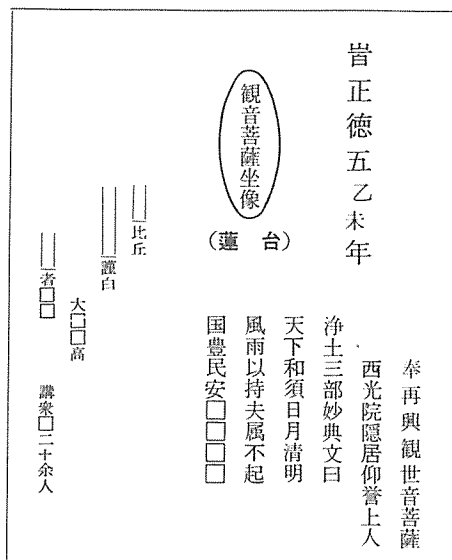 旹正徳五乙未年
奉再興観世音菩薩
西光院隠居仰誉上人
浄土三部妙典文曰
天下和須日月清明
風雨以持夫属不起
国豊民安□□□□
観音菩薩坐像
(蓮 台)
比丘
謹白
大□□高
者□□ 講衆□二十余人